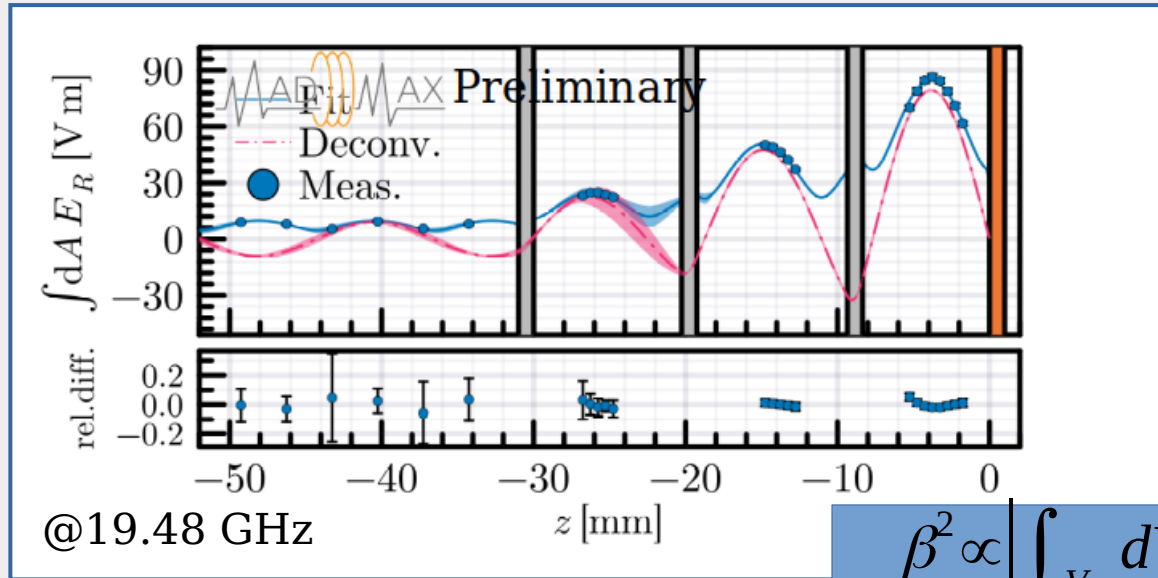 MADMAX Preliminary
Fit
Deconv.
Meas.
∫dA E_R [V m]
90
60
30
0
−30
rel.diff.
0.2
0.0
−0.2
−50 −40 −30 −20 −10 0
z [mm]
@19.48 GHz
β² ∝ |∫_V d